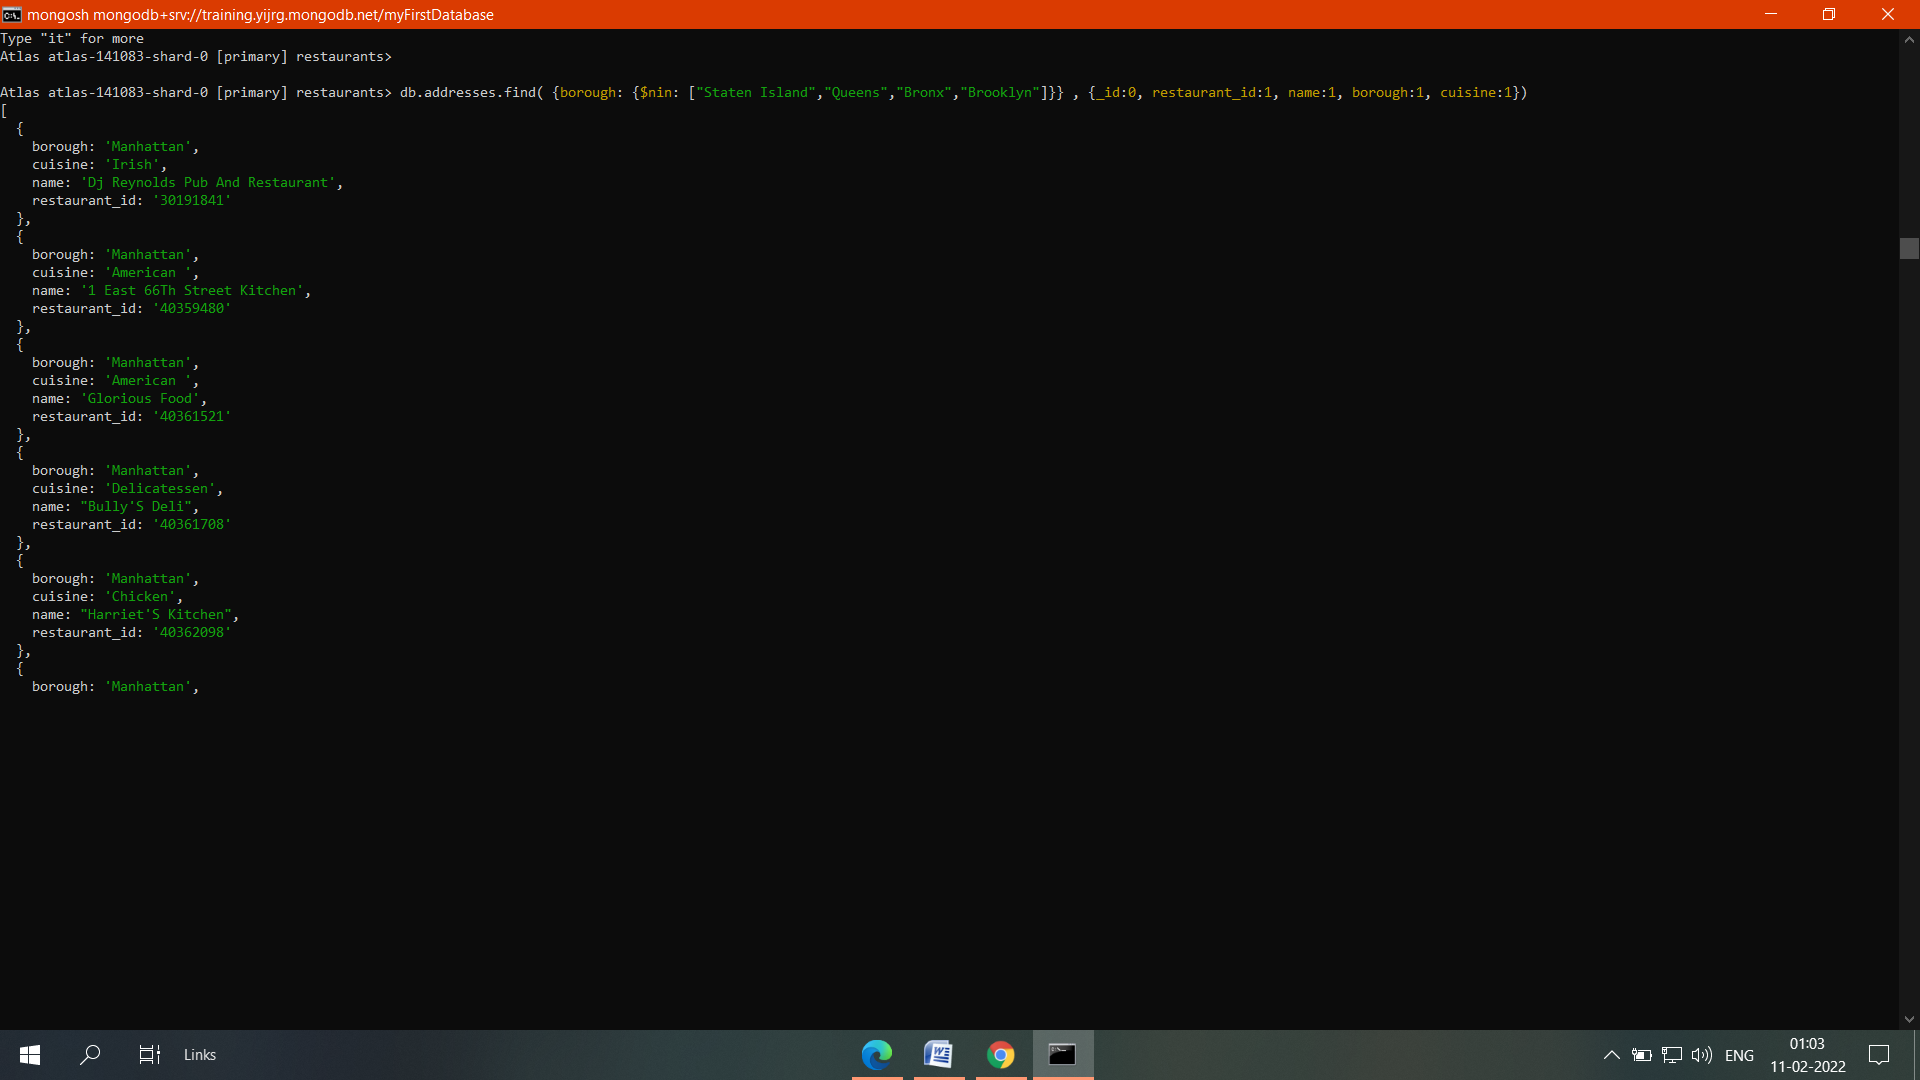 mongosh mongodb+srv://training.yijrg.mongodb.net/myFirstDatabase
Type "it" for more
Atlas atlas-141083-shard-0 [primary] restaurants>
Atlas atlas-141083-shard-0 [primary] restaurants> db.addresses.find( {borough: {$nin: ["Staten Island","Queens","Bronx","Brooklyn"]}} , {_id:0, restaurant_id:1, name:1, borough:1, cuisine:1})
[
  {
    borough: 'Manhattan',
    cuisine: 'Irish',
    name: 'Dj Reynolds Pub And Restaurant',
    restaurant_id: '30191841'
  },
  {
    borough: 'Manhattan',
    cuisine: 'American ',
    name: '1 East 66Th Street Kitchen',
    restaurant_id: '40359480'
  },
  {
    borough: 'Manhattan',
    cuisine: 'American ',
    name: 'Glorious Food',
    restaurant_id: '40361521'
  },
  {
    borough: 'Manhattan',
    cuisine: 'Delicatessen',
    name: "Bully'S Deli",
    restaurant_id: '40361708'
  },
  {
    borough: 'Manhattan',
    cuisine: 'Chicken',
    name: "Harriet'S Kitchen",
    restaurant_id: '40362098'
  },
  {
    borough: 'Manhattan',
Links
ENG
01:03
11-02-2022